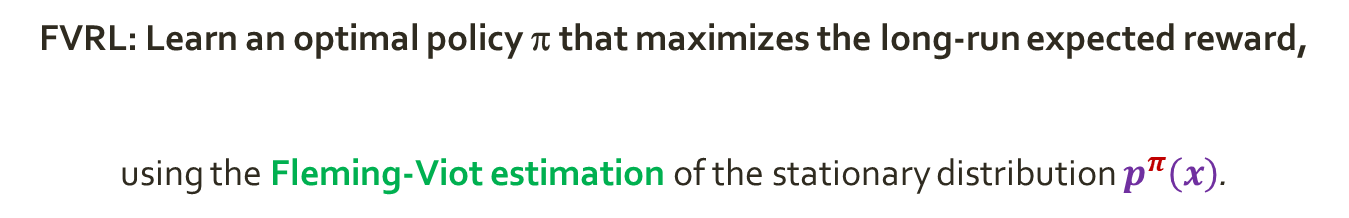 FVRL: Learn an optimal policy π that maximizes the long-run expected reward,
using the Fleming-Viot estimation of the stationary distribution p^π(x).